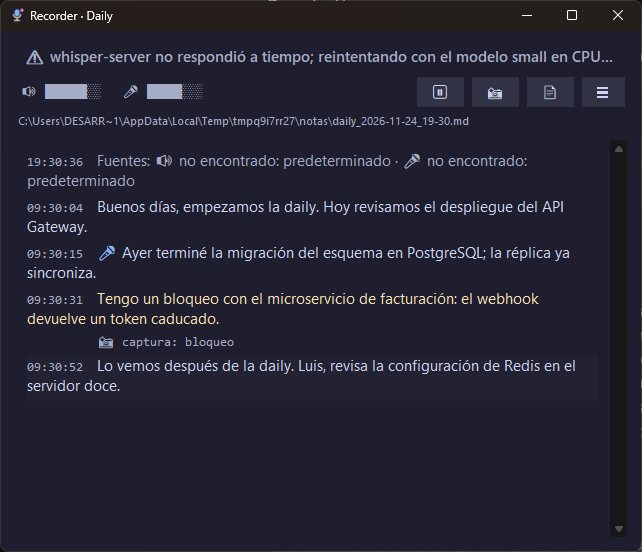 Recorder · Daily
whisper-server no respondió a tiempo; reintentando con el modelo small en CPU...
C:\Users\DESARR~1\AppData\Local\Temp\tmpq9i7rr27\notas\daily_2026-11-24_19-30.md
19:30:36 Fuentes: no encontrado: predeterminado · no encontrado:
predeterminado
09:30:04 Buenos días, empezamos la daily. Hoy revisamos el despliegue del API
Gateway.
09:30:15 Ayer terminé la migración del esquema en PostgreSQL; la réplica ya
sincroniza.
09:30:31 Tengo un bloqueo con el microservicio de facturación: el webhook
devuelve un token caducado.
captura: bloqueo
09:30:52 Lo vemos después de la daily. Luis, revisa la configuración de Redis en el
servidor doce.